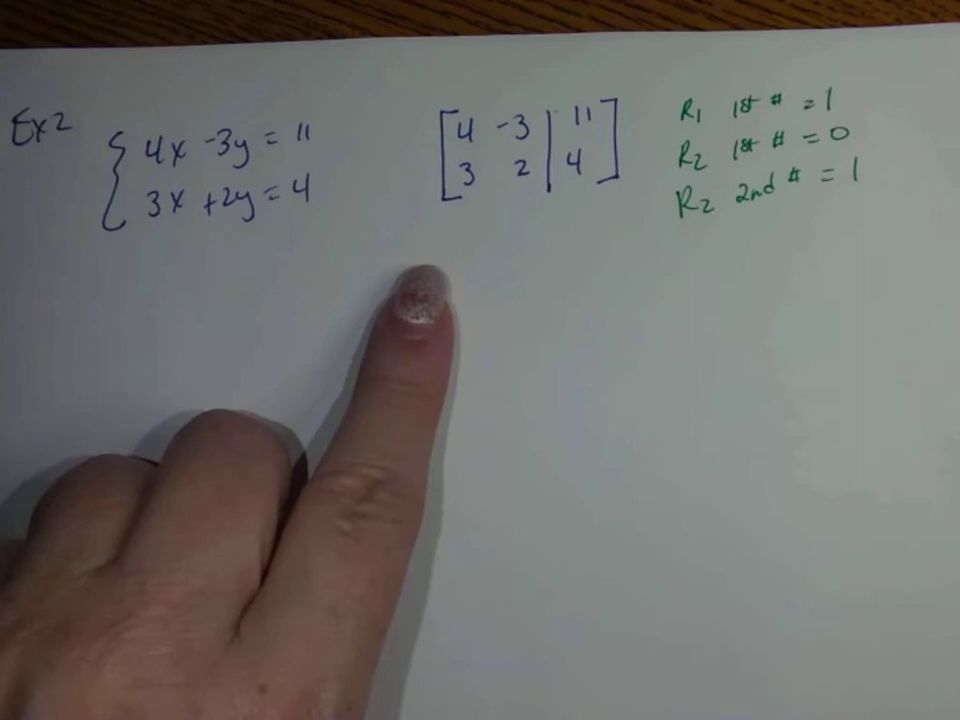 Ex 2
{ 4x -3y = 11
3x +2y = 4
[ 4 -3 | 11 ]
3 2 | 4
R1 1st # = 1
R2 1st # = 0
R2 2nd # = 1